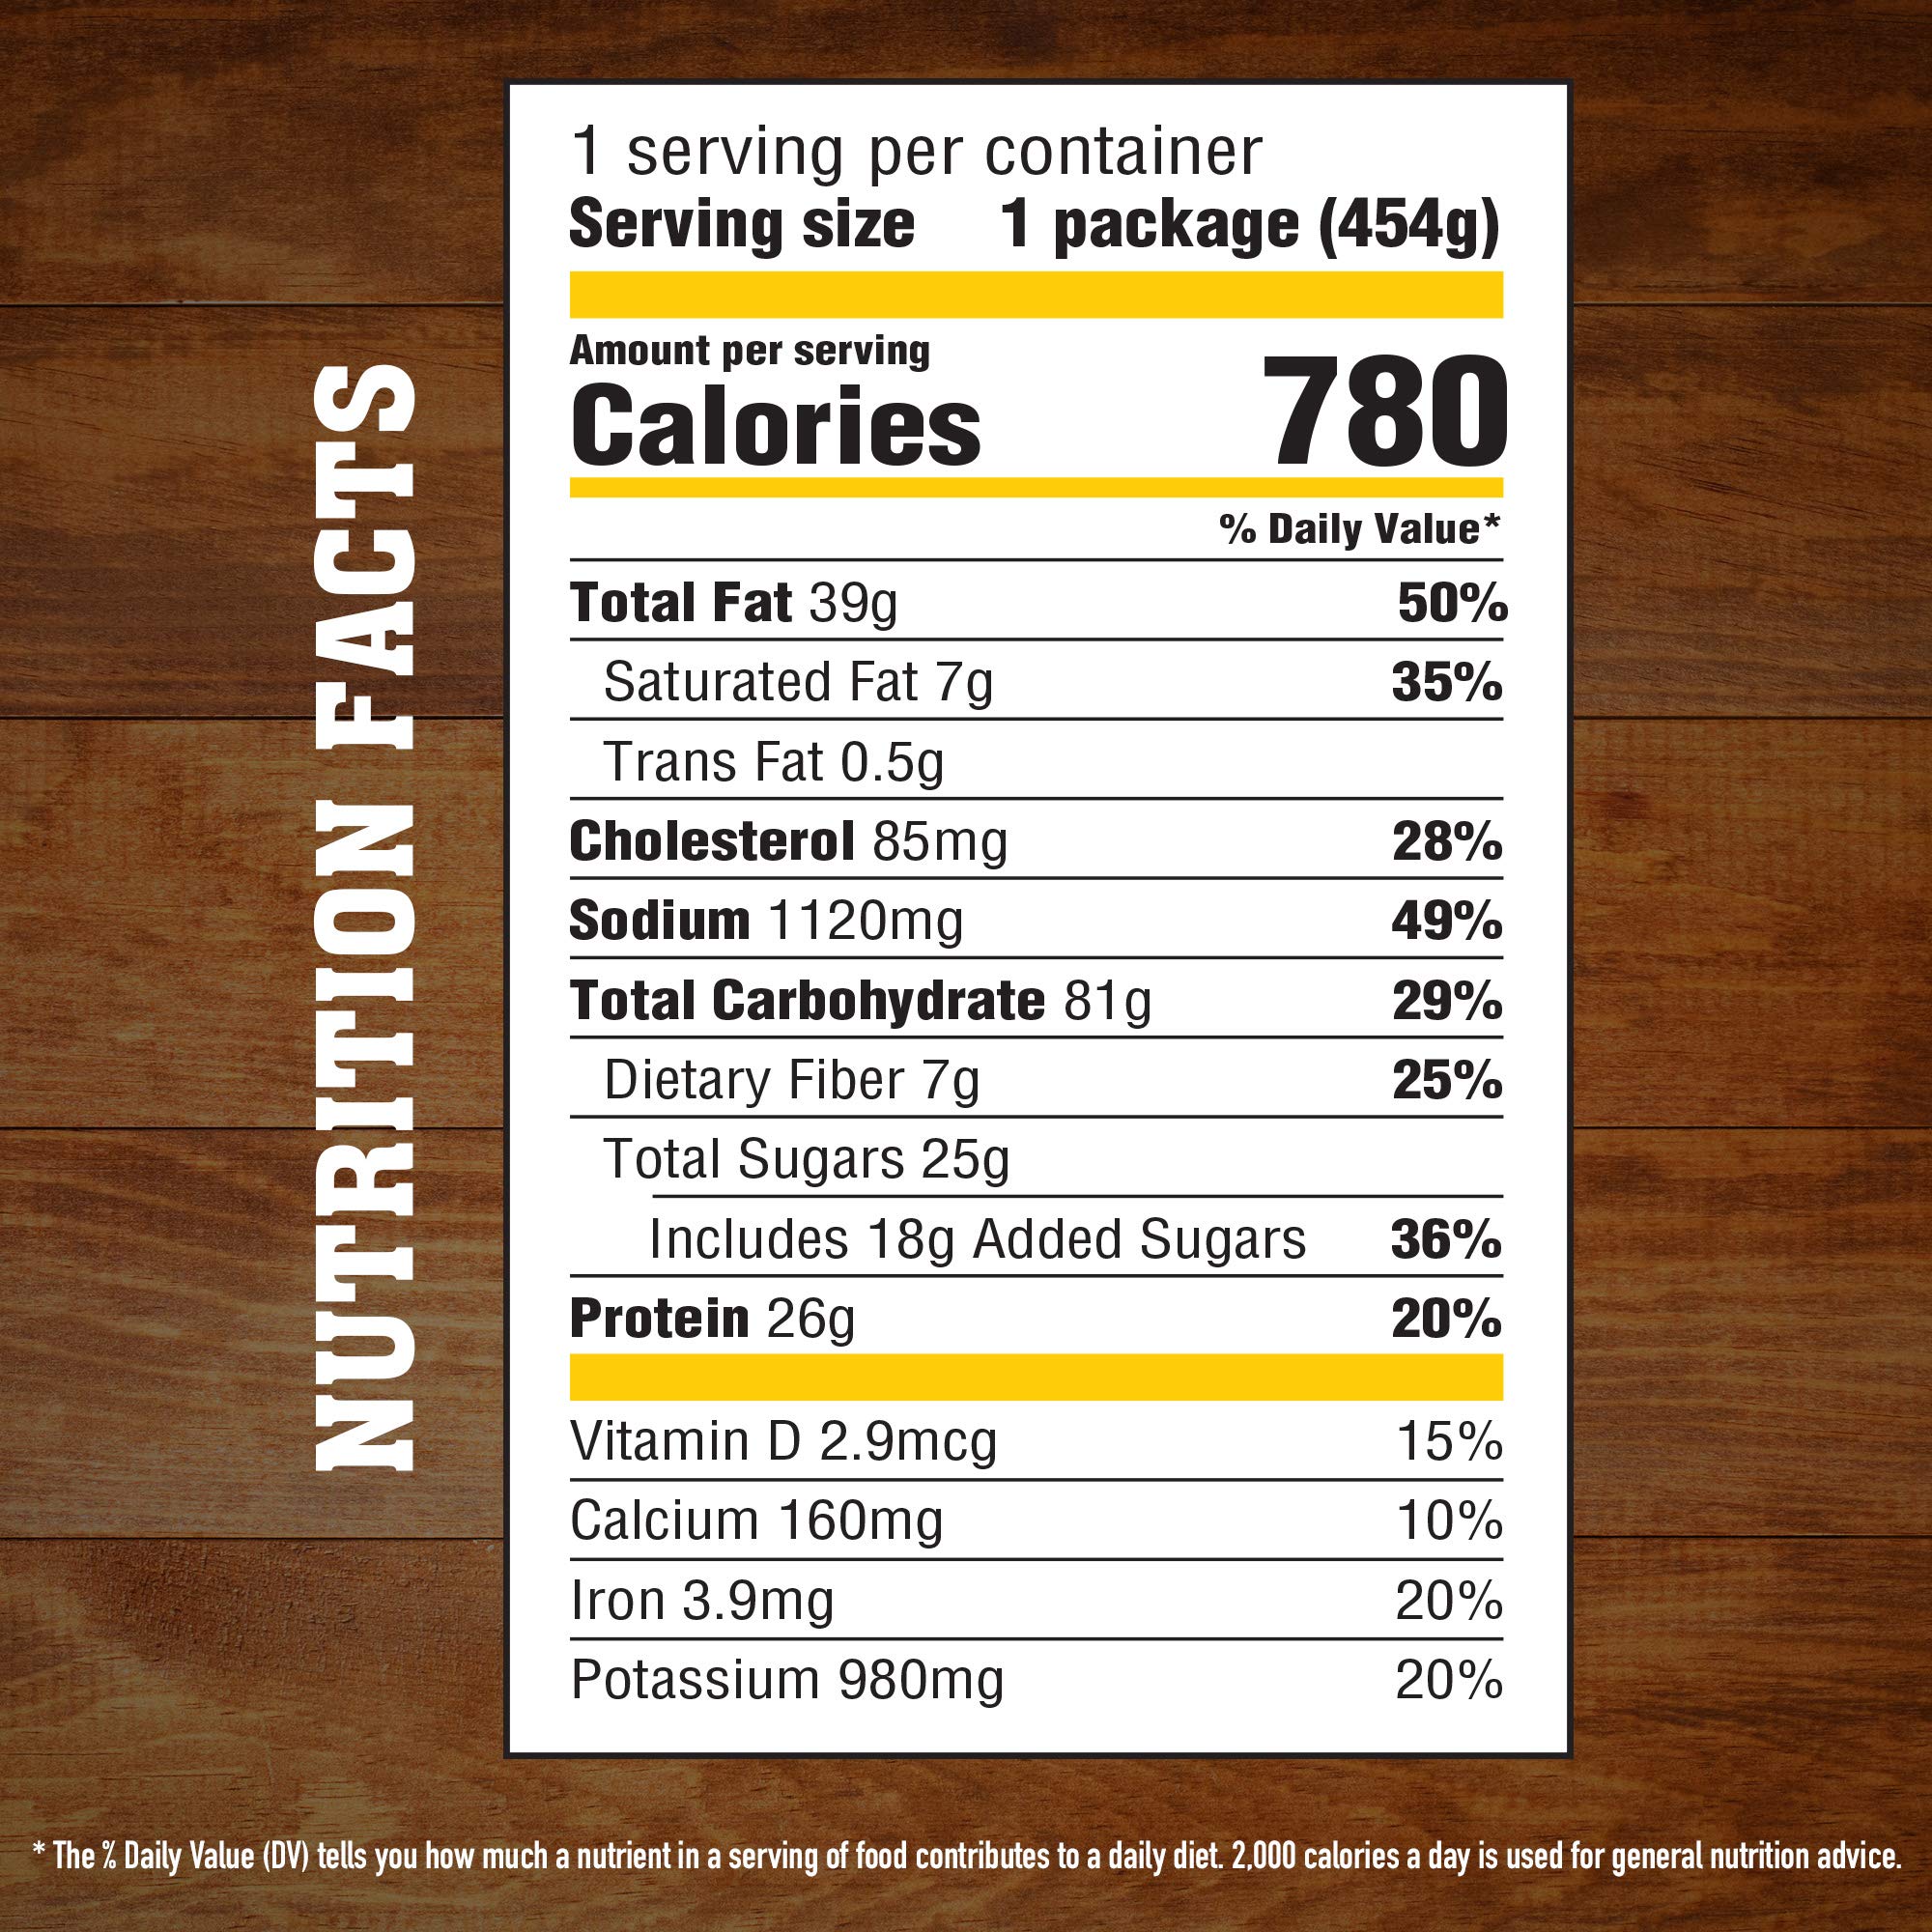 NUTRITION FACTS
1 serving per container
Serving size 1 package (454g)
Amount per serving
Calories 780
% Daily Value*
Total Fat 39g 50%
Saturated Fat 7g 35%
Trans Fat 0.5g
Cholesterol 85mg 28%
Sodium 1120mg 49%
Total Carbohydrate 81g 29%
Dietary Fiber 7g 25%
Total Sugars 25g
Includes 18g Added Sugars 36%
Protein 26g 20%
Vitamin D 2.9mcg 15%
Calcium 160mg 10%
Iron 3.9mg 20%
Potassium 980mg 20%
* The % Daily Value (DV) tells you how much a nutrient in a serving of food contributes to a daily diet. 2,000 calories a day is used for general nutrition advice.